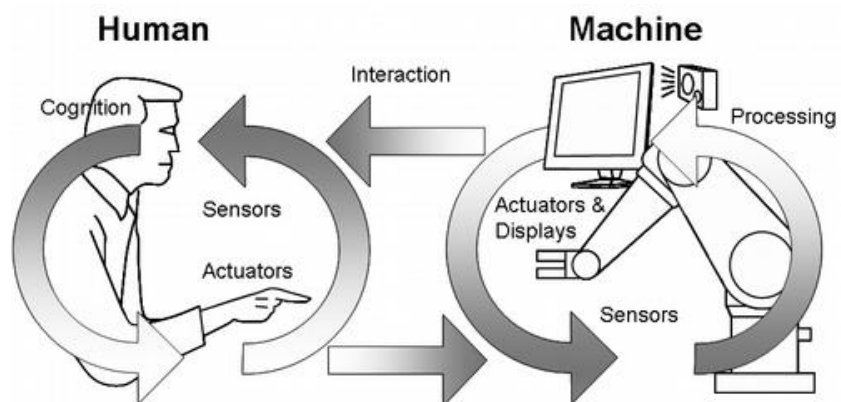 Human
Machine
Interaction
Cognition
Processing
Sensors
Actuators &
Displays
Actuators
Sensors